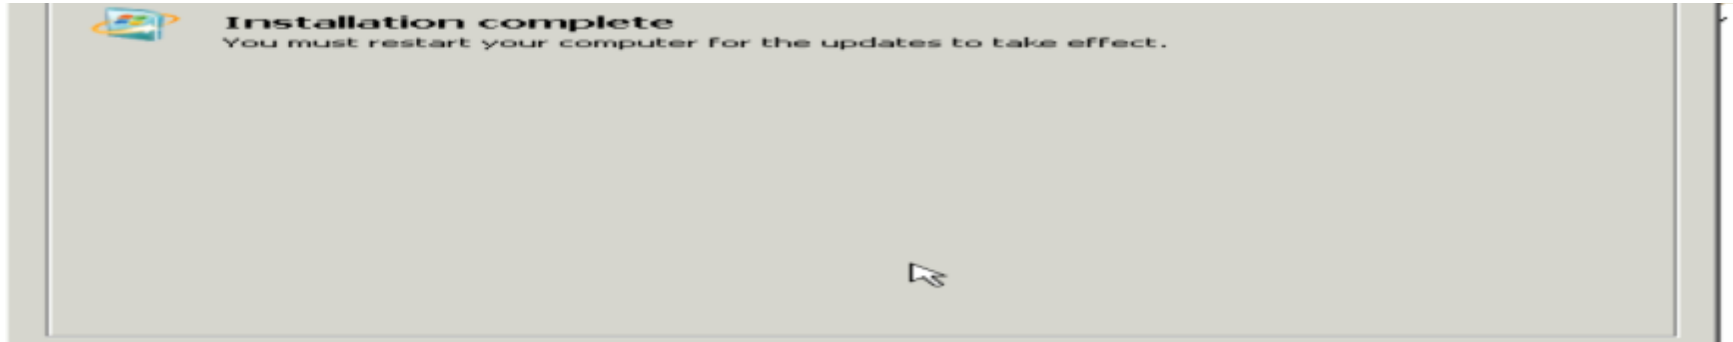 Installation complete
You must restart your computer for the updates to take effect.